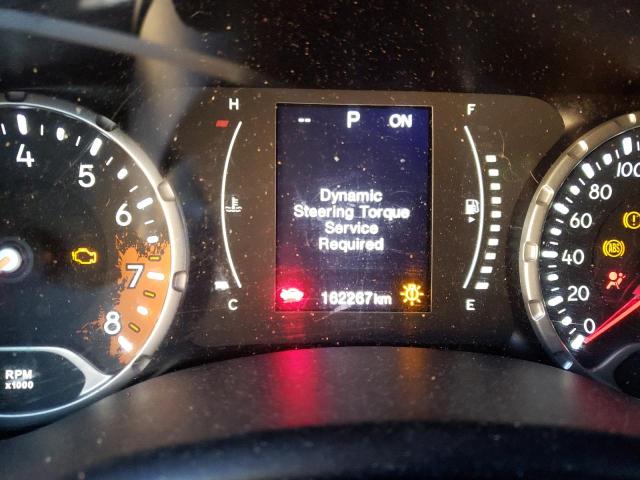 H
-- P ON
F
Dynamic
Steering Torque
Service
Required
162267km
C
E
4
5
6
7
8
RPM
x1000
100
80
60
40
20
0
ABS